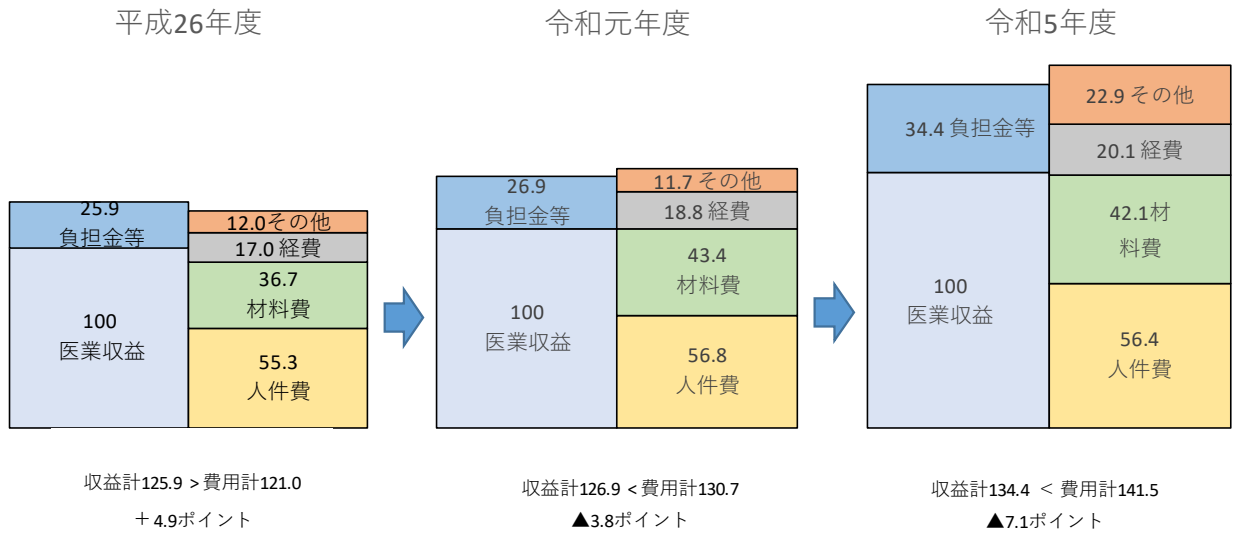 平成26年度
25.9
負担金等
100
医業収益
12.0その他
17.0 経費
36.7
材料費
55.3
人件費
収益計125.9 > 費用計121.0
＋4.9ポイント
令和元年度
26.9
負担金等
100
医業収益
11.7 その他
18.8 経費
43.4
材料費
56.8
人件費
収益計126.9 < 費用計130.7
▲3.8ポイント
令和5年度
34.4 負担金等
100
医業収益
22.9 その他
20.1 経費
42.1材
料費
56.4
人件費
収益計134.4 ＜ 費用計141.5
▲7.1ポイント